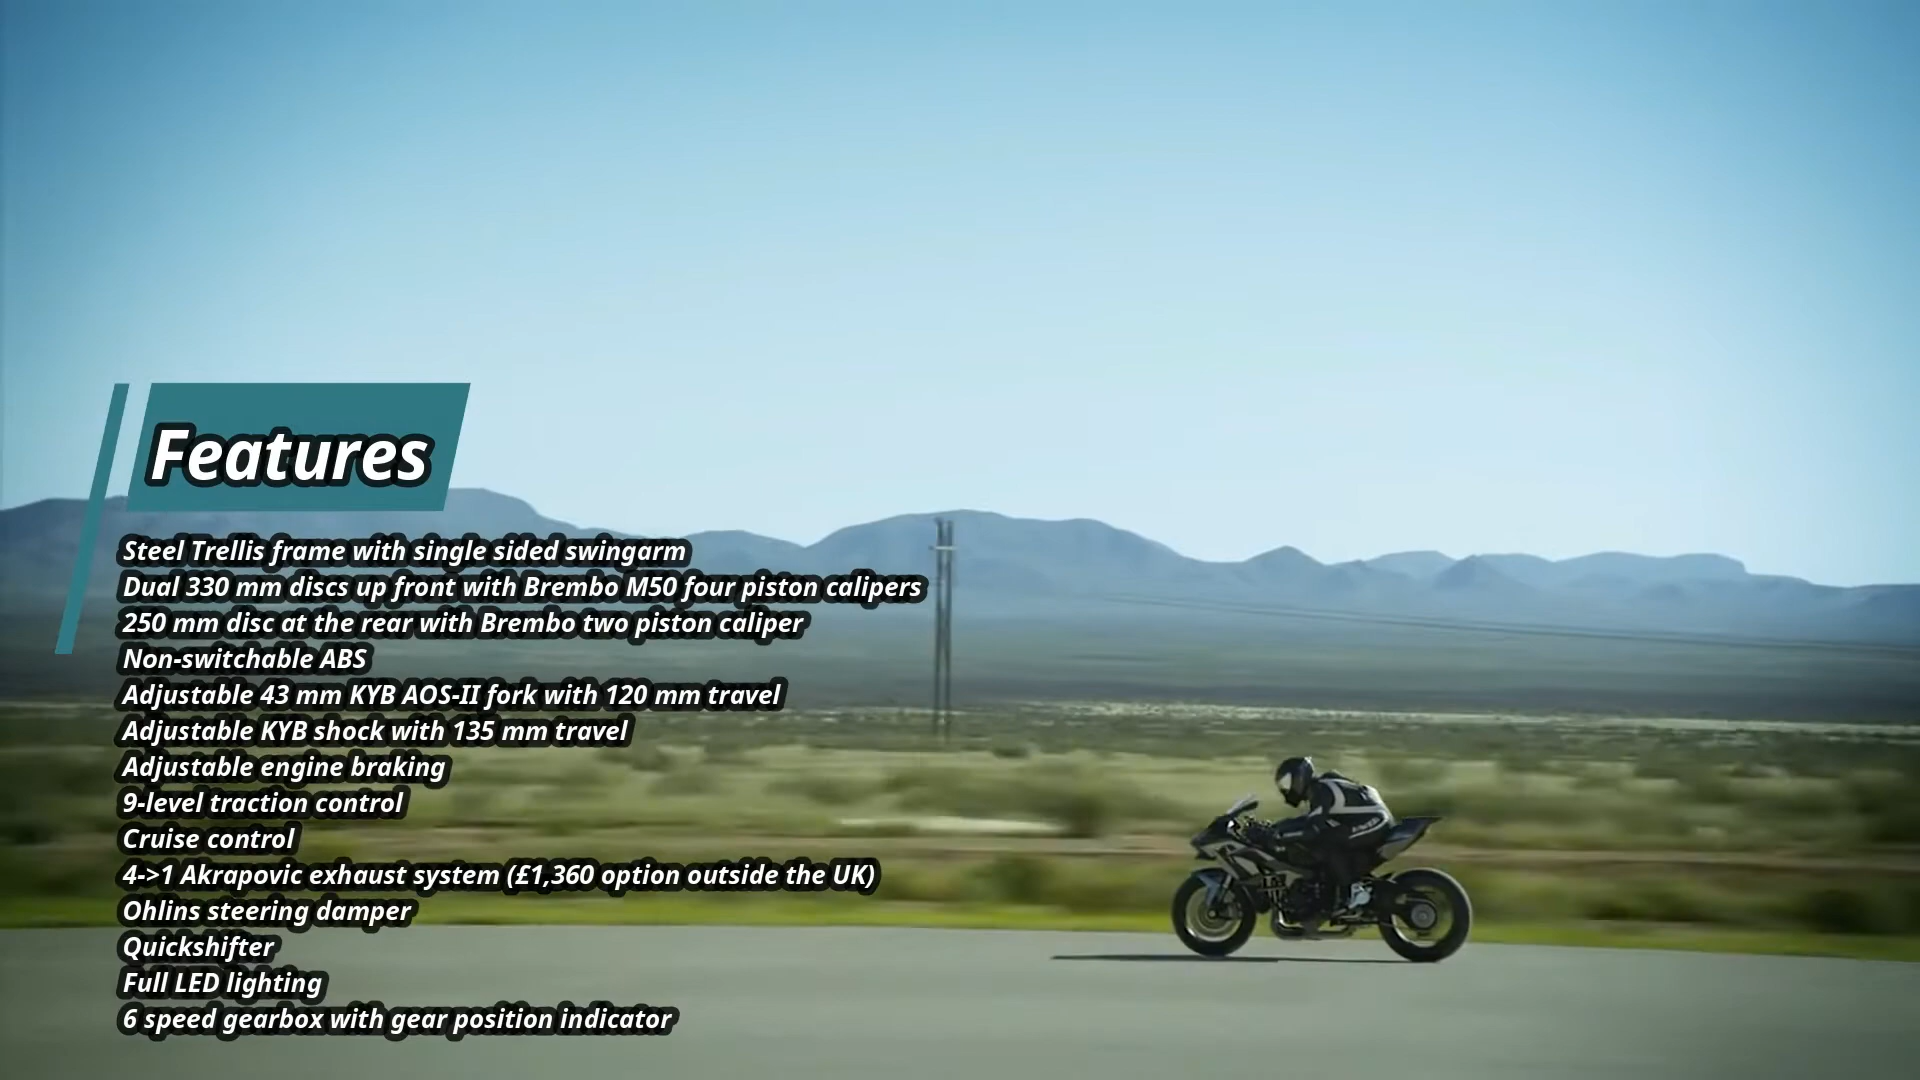 Features
Steel Trellis frame with single sided swingarm
Dual 330 mm discs up front with Brembo M50 four piston calipers
250 mm disc at the rear with Brembo two piston caliper
Non-switchable ABS
Adjustable 43 mm KYB AOS-II fork with 120 mm travel
Adjustable KYB shock with 135 mm travel
Adjustable engine braking
9-level traction control
Cruise control
4->1 Akrapovic exhaust system (£1,360 option outside the UK)
Ohlins steering damper
Quickshifter
Full LED lighting
6 speed gearbox with gear position indicator